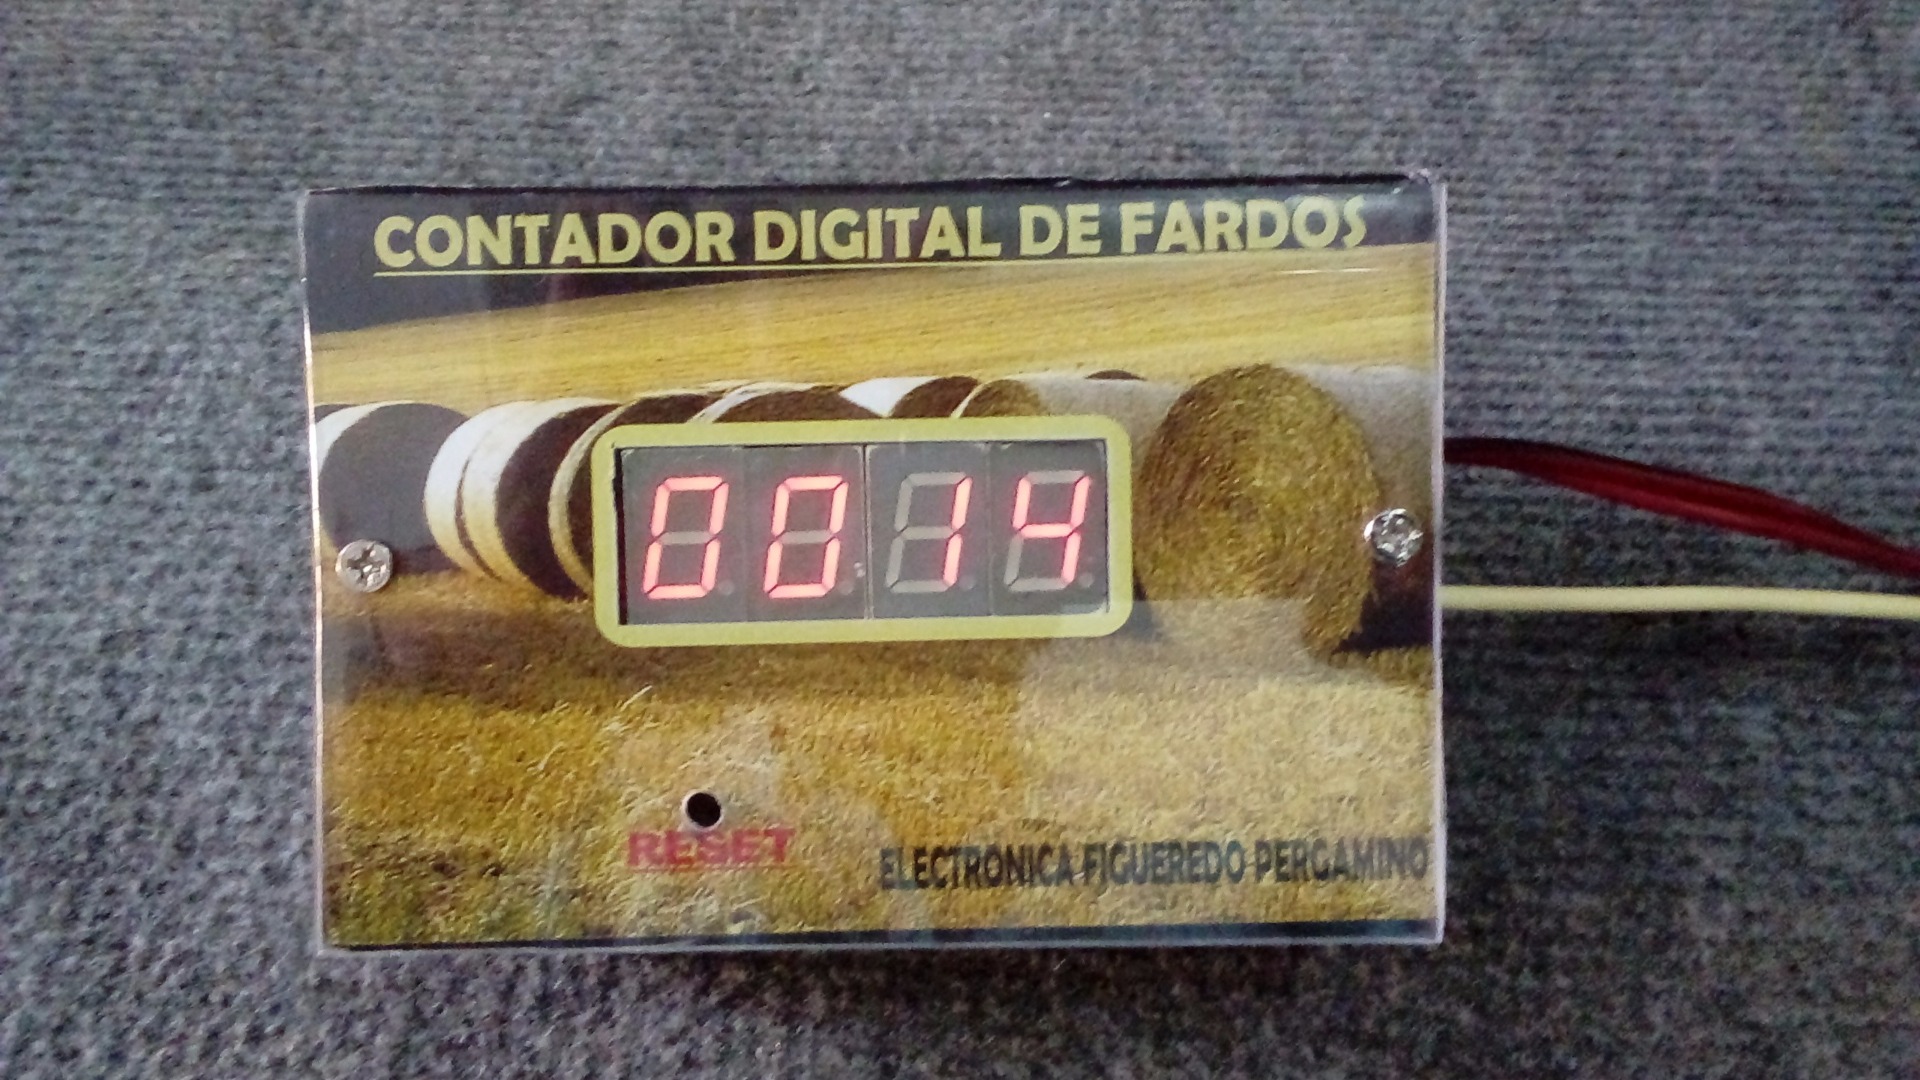 CONTADOR DIGITAL DE FARDOS
0014
RESET
ELECTRONICA FIGUEREDO PERGAMINO